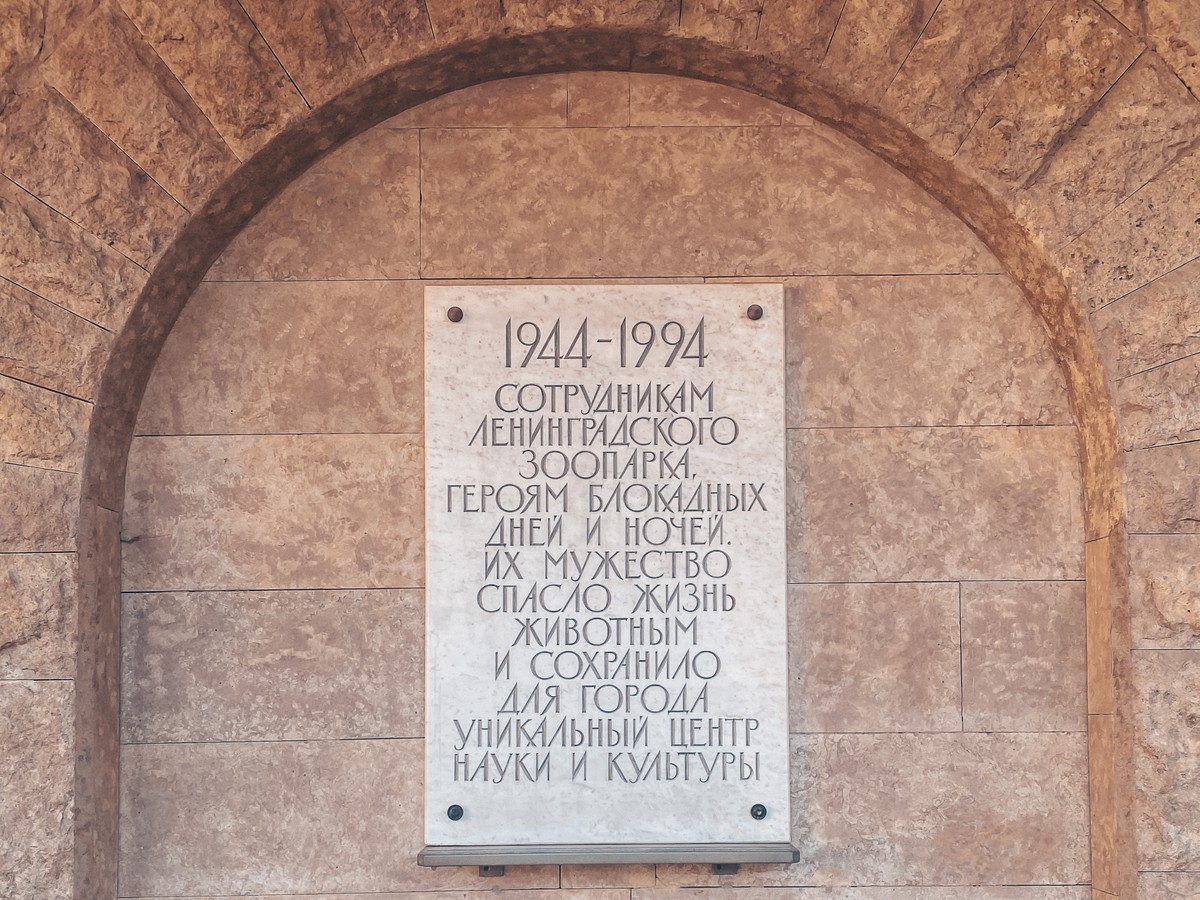 1944-1994
СОТРУДНИКАМ
ЛЕНИНГРАДСКОГО
ЗООПАРКА,
ГЕРОЯМ БЛОКАДНЫХ
ДНЕЙ И НОЧЕЙ.
ИХ МУЖЕСТВО
СПАСЛО ЖИЗНЬ
ЖИВОТНЫМ
И СОХРАНИЛО
ДЛЯ ГОРОДА
УНИКАЛЬНЫЙ ЦЕНТР
НАУКИ И КУЛЬТУРЫ